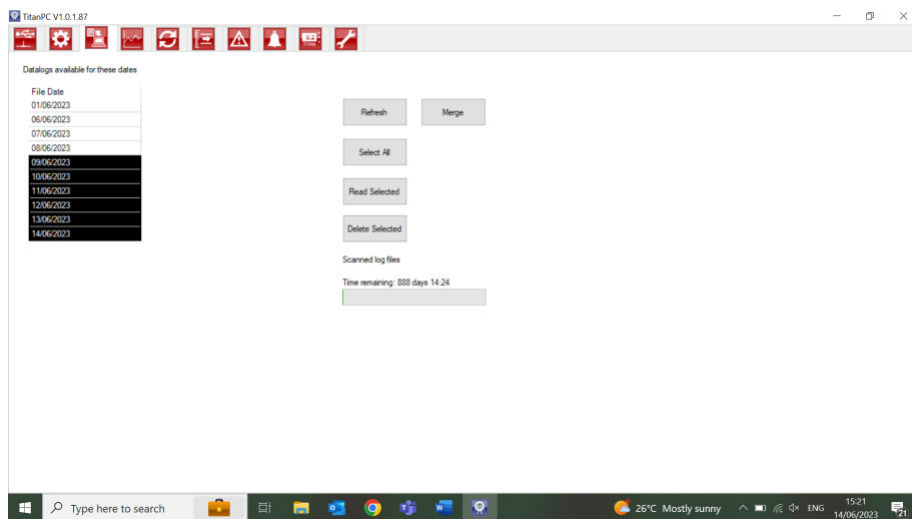 TitanPC V1.0.1.87
Datalogs available for these dates
File Date
01/06/2023
06/06/2023
07/06/2023
08/06/2023
09/06/2023
10/06/2023
11/06/2023
12/06/2023
13/06/2023
14/06/2023
Refresh Merge
Select All
Read Selected
Delete Selected
Scanned log files
Time remaining: 888 days 14:24
Type here to search
26°C Mostly sunny
ENG
15:21
14/06/2023
21